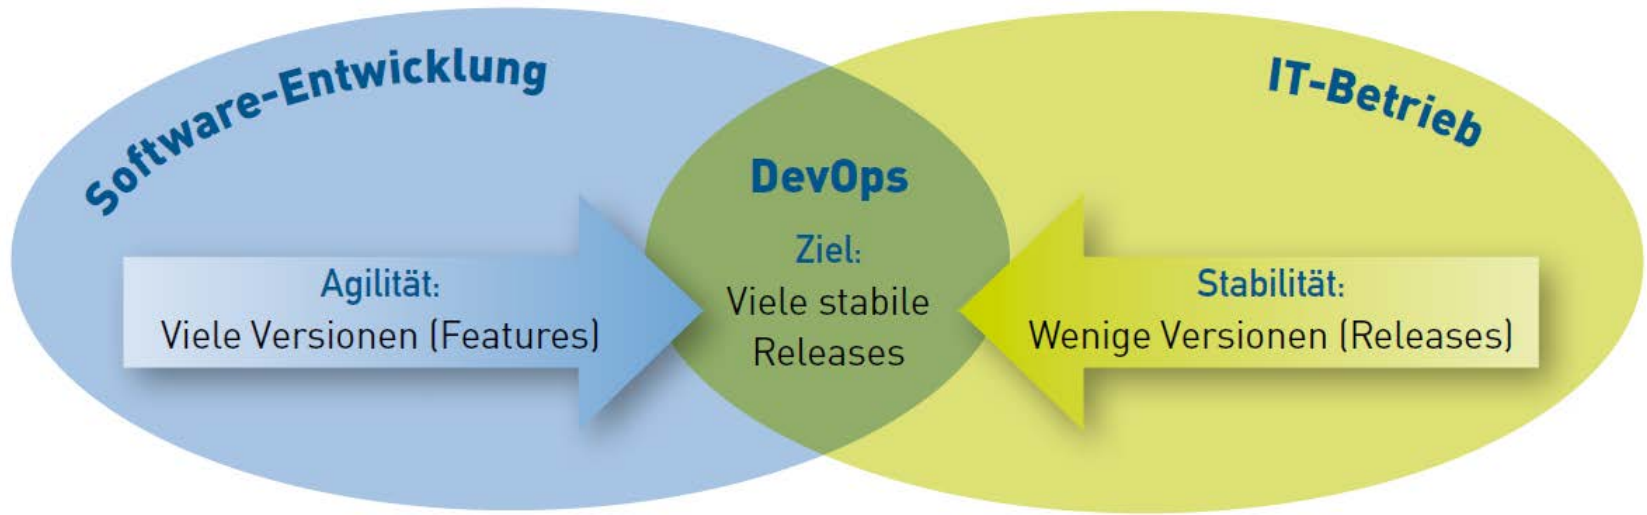 Software-Entwicklung
IT-Betrieb
DevOps
Ziel:
Viele stabile
Releases
Agilität:
Viele Versionen (Features)
Stabilität:
Wenige Versionen (Releases)